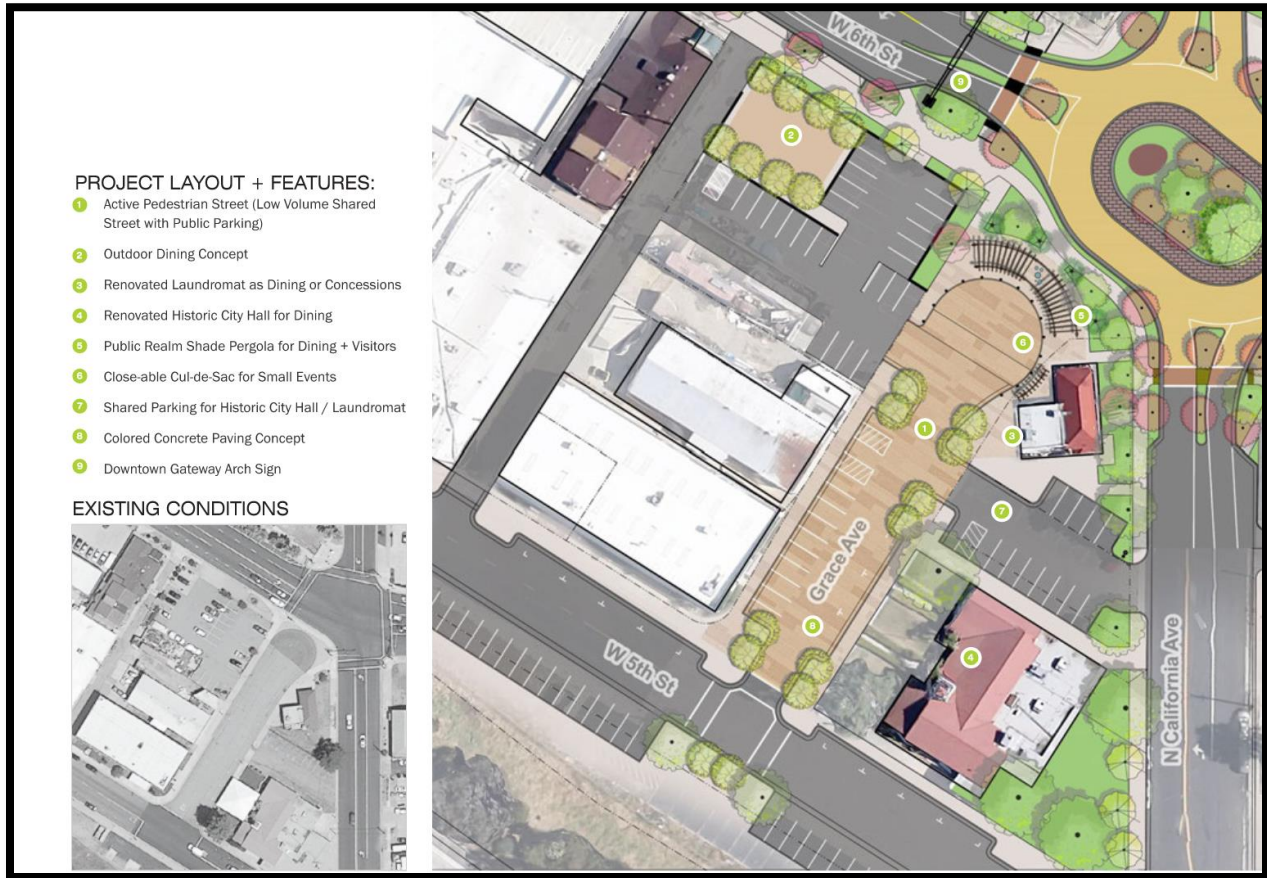 PROJECT LAYOUT + FEATURES:
1 Active Pedestrian Street (Low Volume Shared
Street with Public Parking)
2 Outdoor Dining Concept
3 Renovated Laundromat as Dining or Concessions
4 Renovated Historic City Hall for Dining
5 Public Realm Shade Pergola for Dining + Visitors
6 Close-able Cul-de-Sac for Small Events
7 Shared Parking for Historic City Hall / Laundromat
8 Colored Concrete Paving Concept
9 Downtown Gateway Arch Sign
EXISTING CONDITIONS
W 6th St
9
2
5
6
1
3
7
Grace Ave
8
W 5th St
4
N California Ave